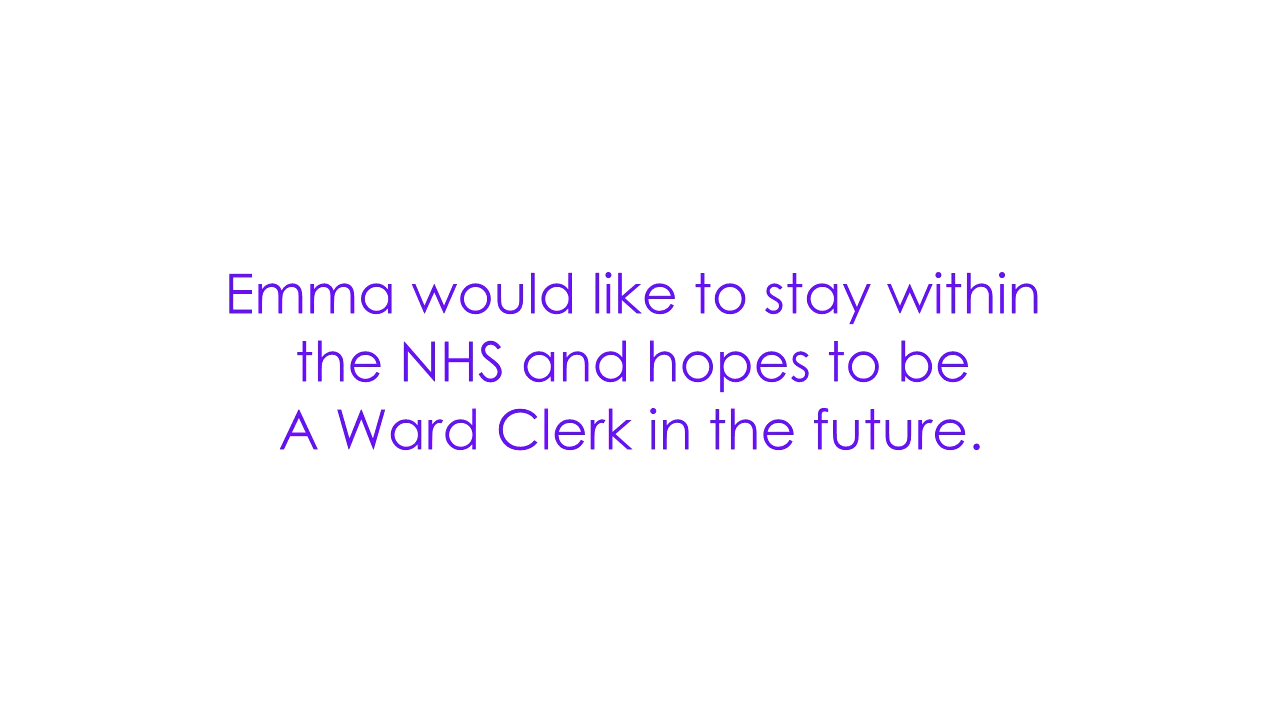 Emma would like to stay within
the NHS and hopes to be
A Ward Clerk in the future.